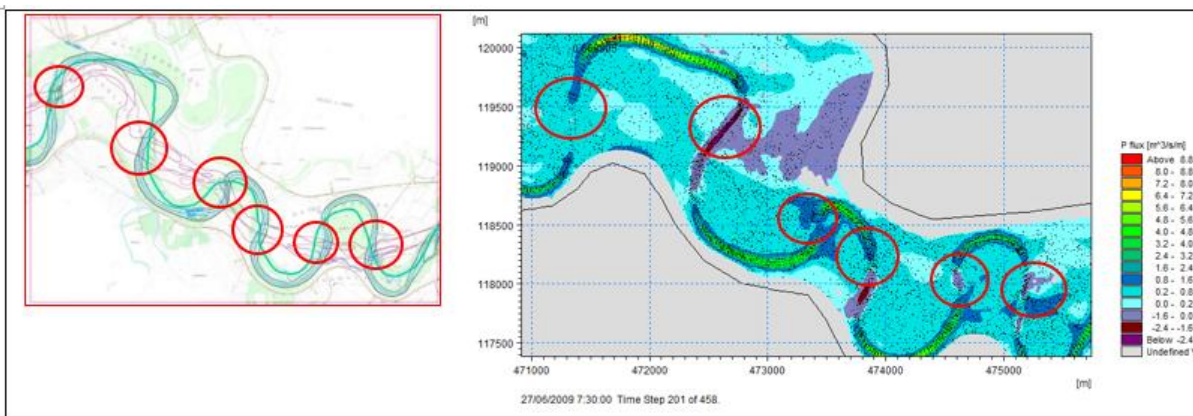 [m]
120000
119500
119000
118500
118000
117500
471000
472000
473000
474000
475000
[m]
27/06/2009 7:30:00 Time Step 201 of 458.
P flux [m^3/s/m]
Above 8.8
8.0 - 8.8
7.2 - 8.0
6.4 - 7.2
5.6 - 6.4
4.8 - 5.6
4.0 - 4.8
3.2 - 4.0
2.4 - 3.2
1.6 - 2.4
0.8 - 1.6
0.2 - 0.8
0.0 - 0.2
-1.6 - 0.0
-2.4 - -1.6
Below -2.4
Undefined V